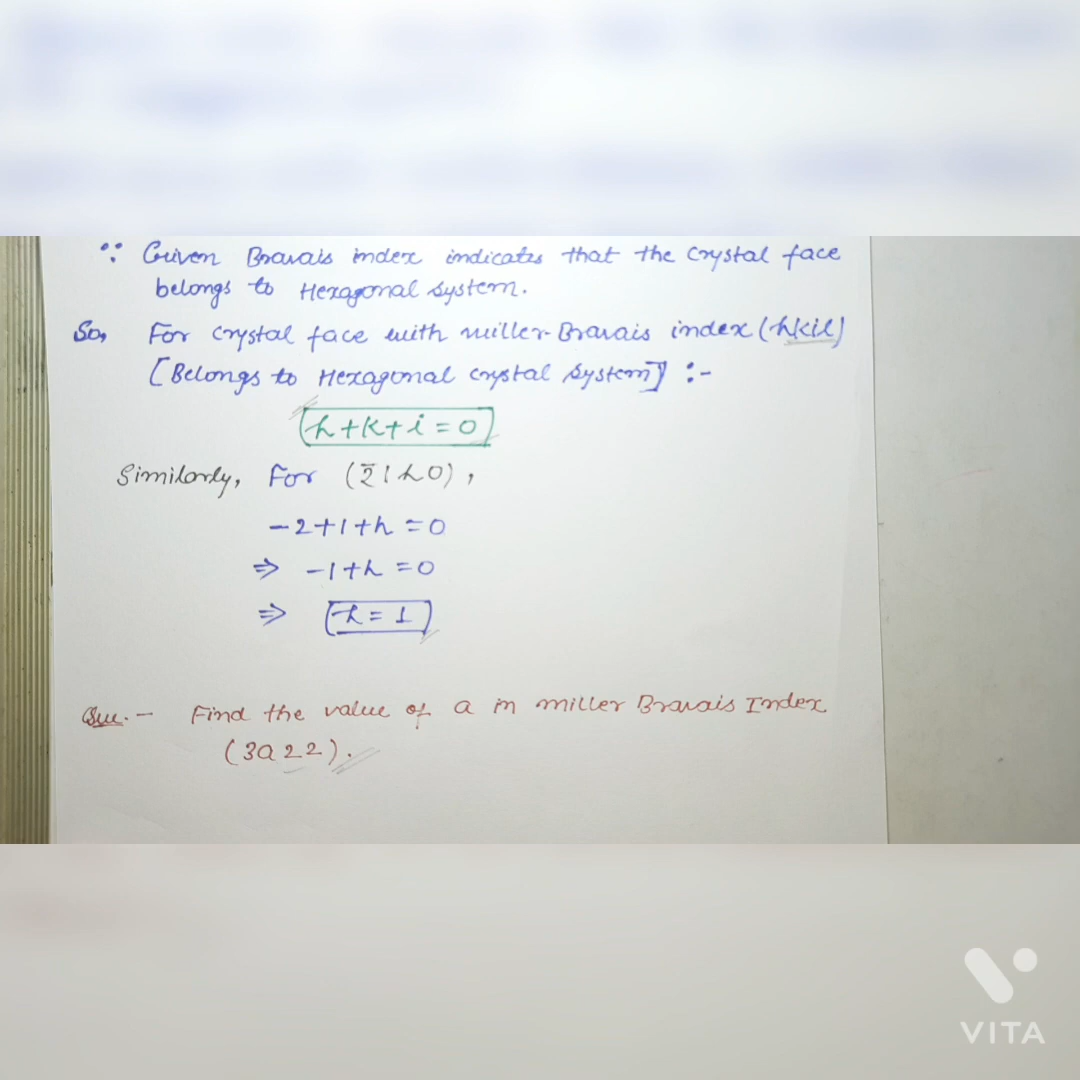 ∵ Given Bravais index indicates that the crystal face
belongs to Hexagonal system.
So, For crystal face with miller-Bravais index (hkil)
[Belongs to Hexagonal crystal system] :-
h+k+i=0
Similarly, For (2̄1h0),
-2+1+h=0
⇒ -1+h=0
⇒ h=1
Que.- Find the value of a in miller Bravais Index
(3a22).
VITA